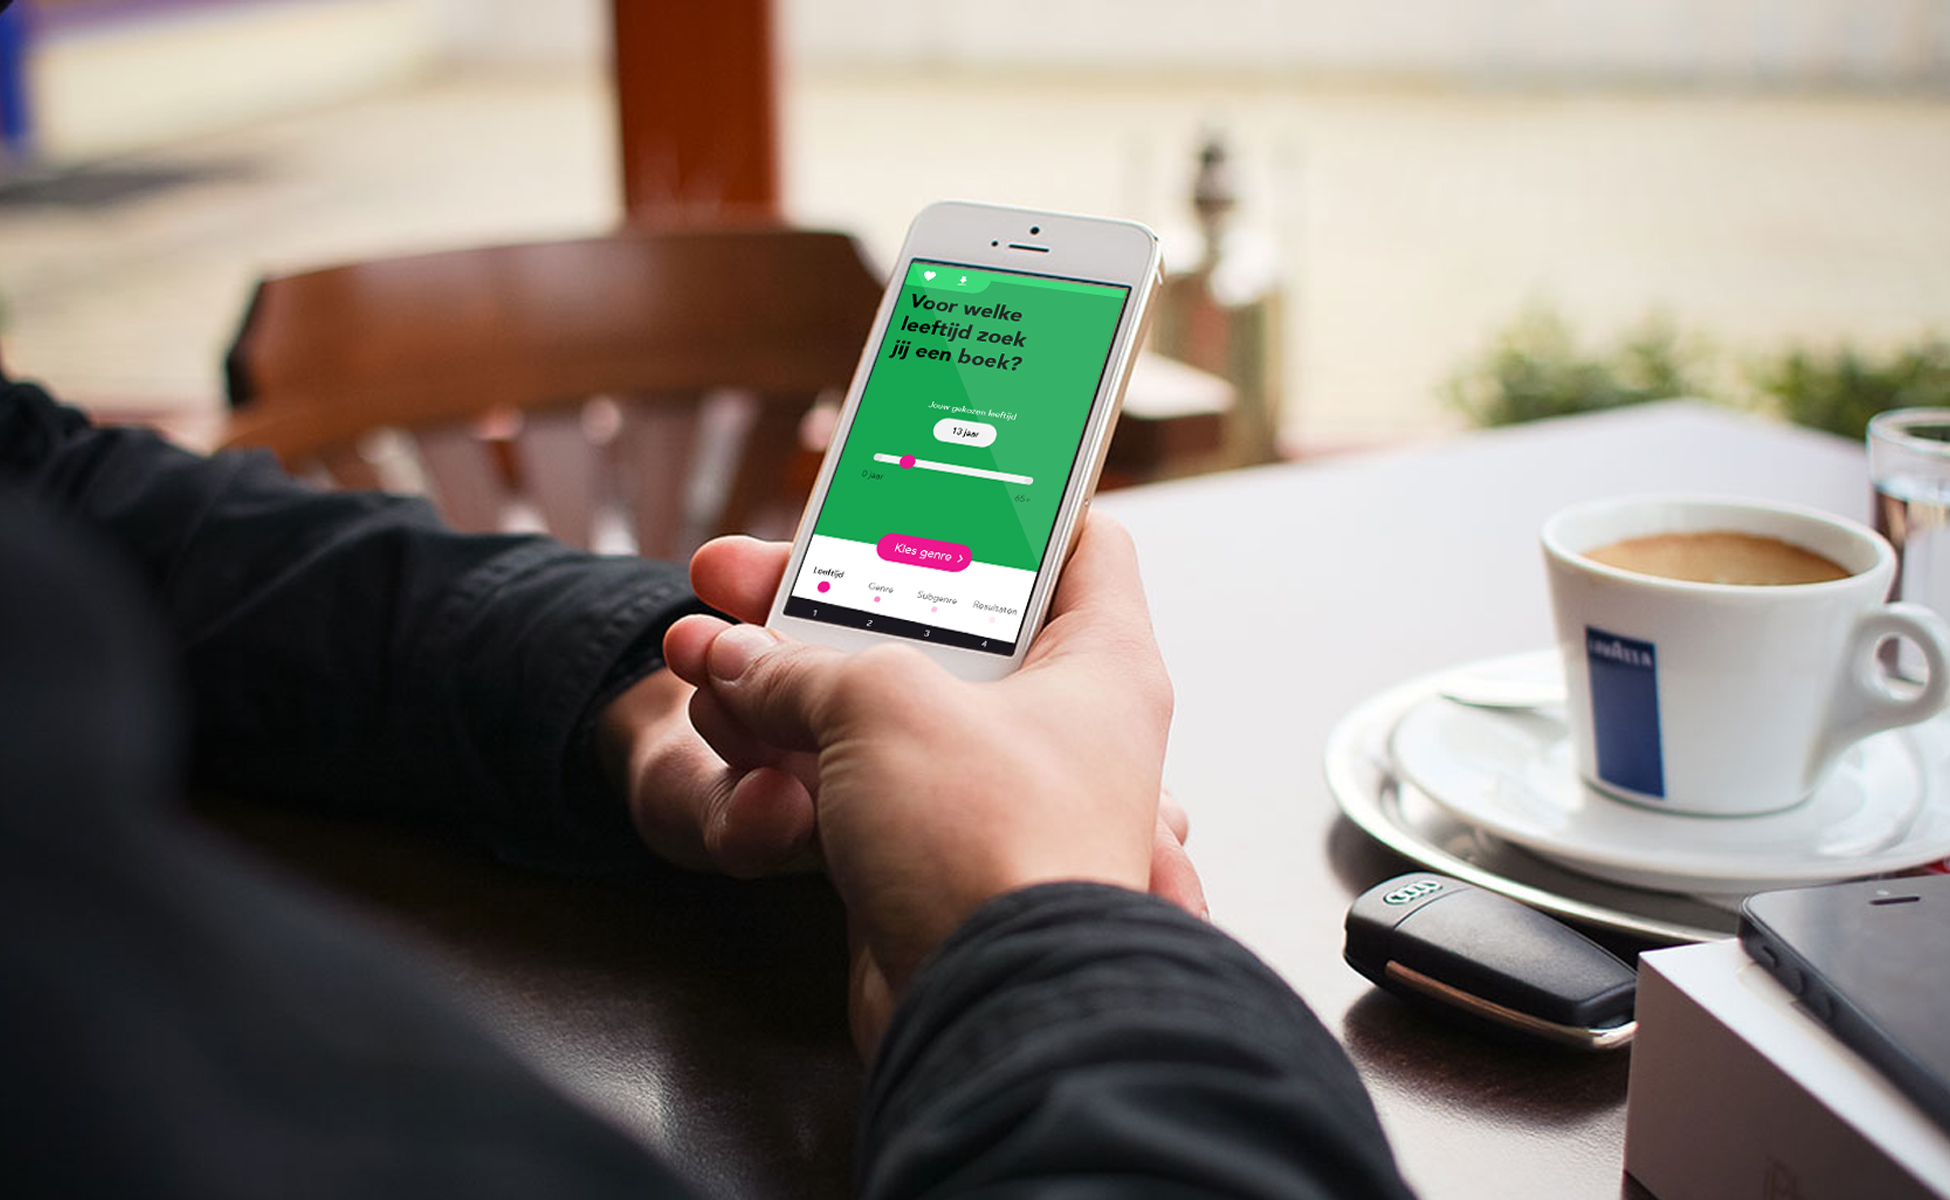 Voor welke
leeftijd zoek
jij een boek?
Jouw gekozen leeftijd
13 jaar
0 jaar
65+
Kies genre
Leeftijd
Genre
Subgenre
Resultaten
1
2
3
4
LAVAZZA